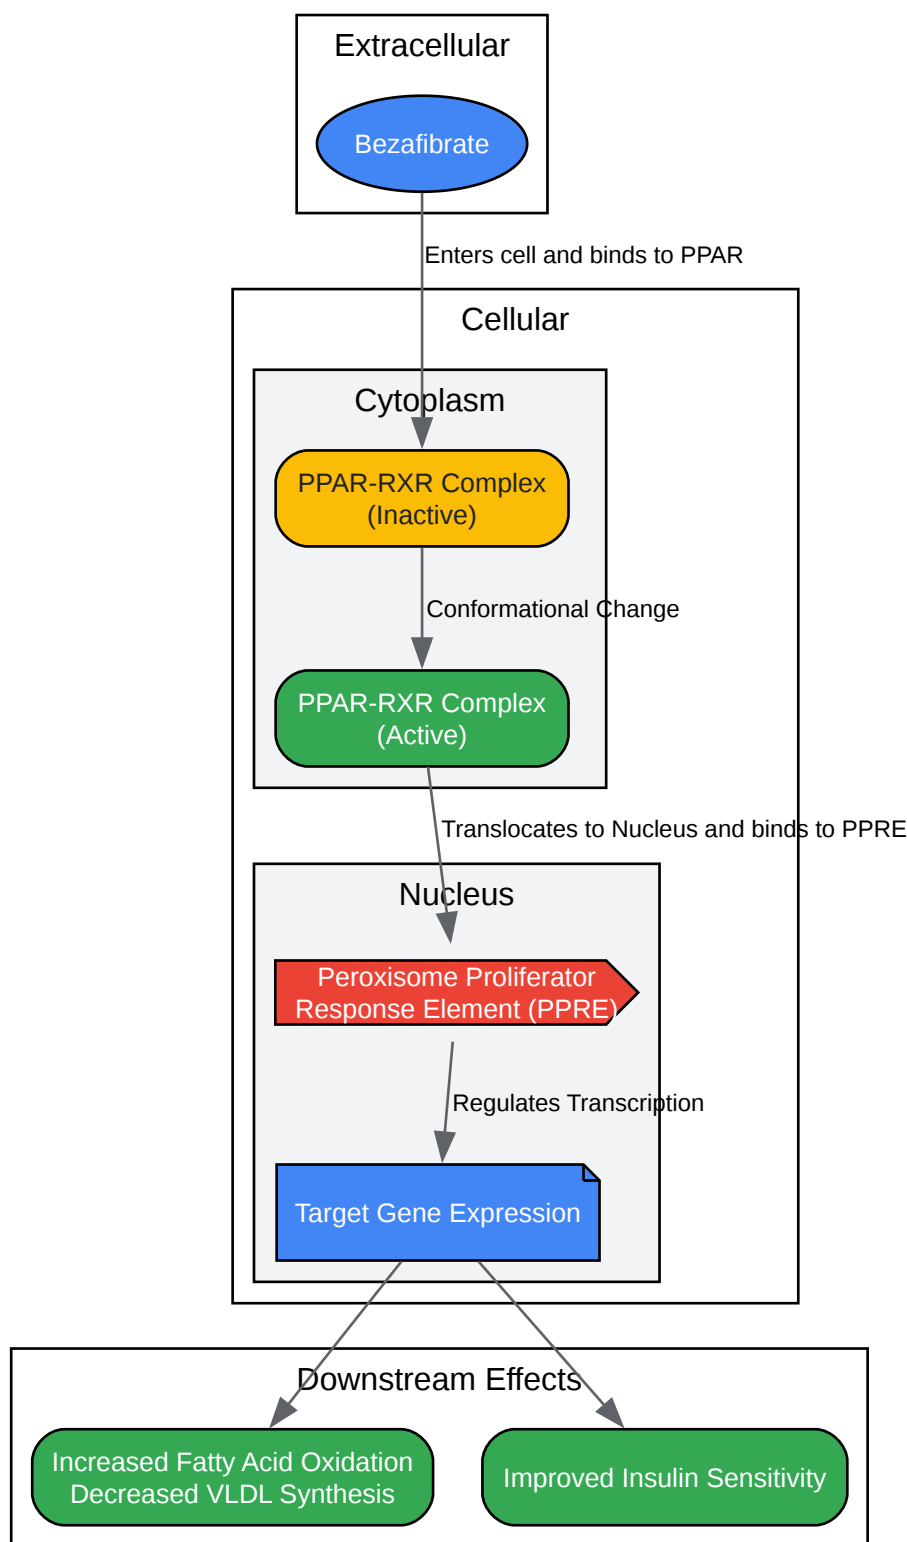 Extracellular
Bezafibrate
Enters cell and binds to PPAR
Cellular
Cytoplasm
PPAR-RXR Complex
(Inactive)
Conformational Change
PPAR-RXR Complex
(Active)
Translocates to Nucleus and binds to PPRE
Nucleus
Peroxisome Proliferator
Response Element (PPRE)
Regulates Transcription
Target Gene Expression
Downstream Effects
Increased Fatty Acid Oxidation
Decreased VLDL Synthesis
Improved Insulin Sensitivity